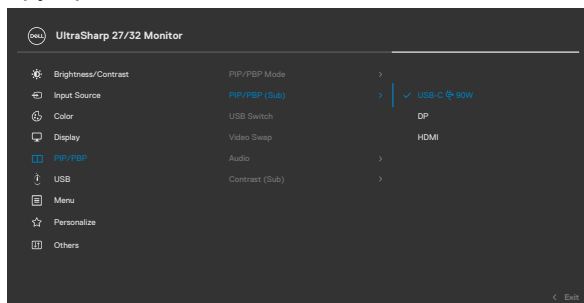 DELL UltraSharp 27/32 Monitor
Brightness/Contrast PIP/PBP Mode
Input Source PIP/PBP (Sub) USB-C 90W
Color USB Switch DP
Display Video Swap HDMI
PIP/PBP Audio
USB Contrast (Sub)
Menu
Personalize
Others
Exit